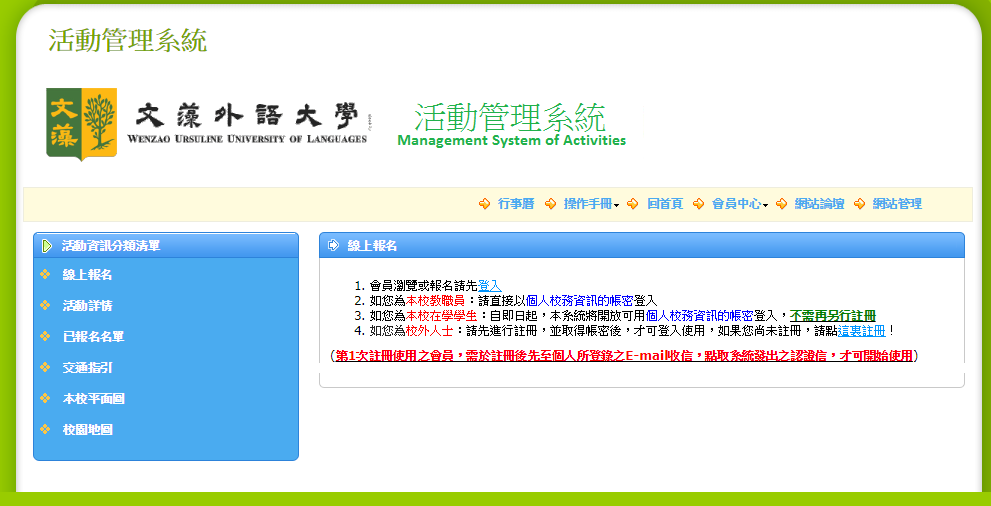 活動管理系統
文藻
文藻外語大學
WENZAO URSULINE UNIVERSITY OF LANGUAGES
活動管理系統
Management System of Activities
行事曆 操作手冊 回首頁 會員中心 網站論壇 網站管理
活動資訊分類清單
線上報名
活動詳情
已報名名單
交通指引
本校平面圖
校園地圖
線上報名
1. 會員瀏覽或報名請先登入
2. 如您為本校教職員：請直接以個人校務資訊的帳密登入
3. 如您為本校在學學生：自即日起，本系統將開放可用個人校務資訊的帳密登入，不需再另行註冊
4. 如您為校外人士：請先進行註冊，並取得帳密後，才可登入使用，如果您尚未註冊，請點這裏註冊！
(第1次註冊使用之會員，需於註冊後先至個人所登錄之E-mail收信，點取系統發出之認證信，才可開始使用)